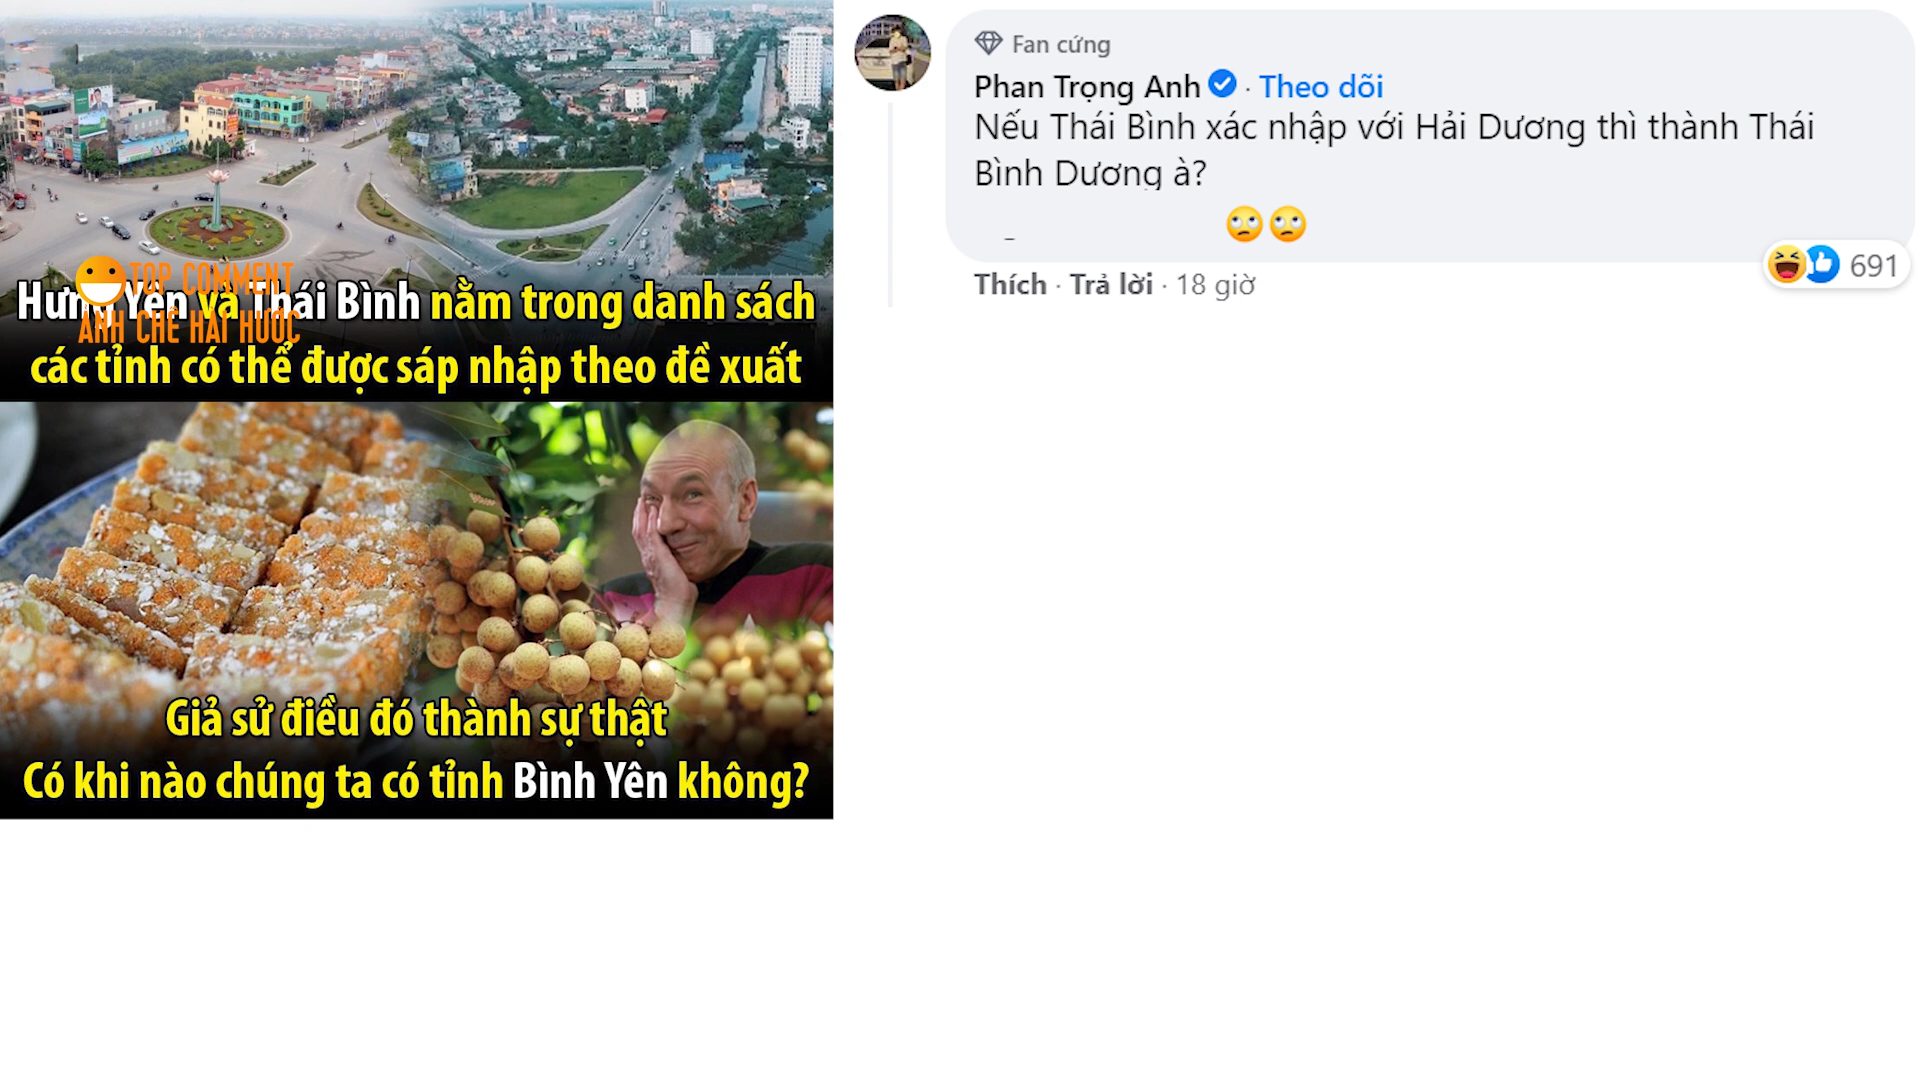 TOP COMMENT
ẢNH CHẾ HÀI HƯỚC
Hưng Yên và Thái Bình nằm trong danh sách
các tỉnh có thể được sáp nhập theo đề xuất
Giả sử điều đó thành sự thật
Có khi nào chúng ta có tỉnh Bình Yên không?
Fan cứng
Phan Trọng Anh · Theo dõi
Nếu Thái Bình xác nhập với Hải Dương thì thành Thái
Bình Dương à?
🙄🙄
691
Thích · Trả lời · 18 giờ